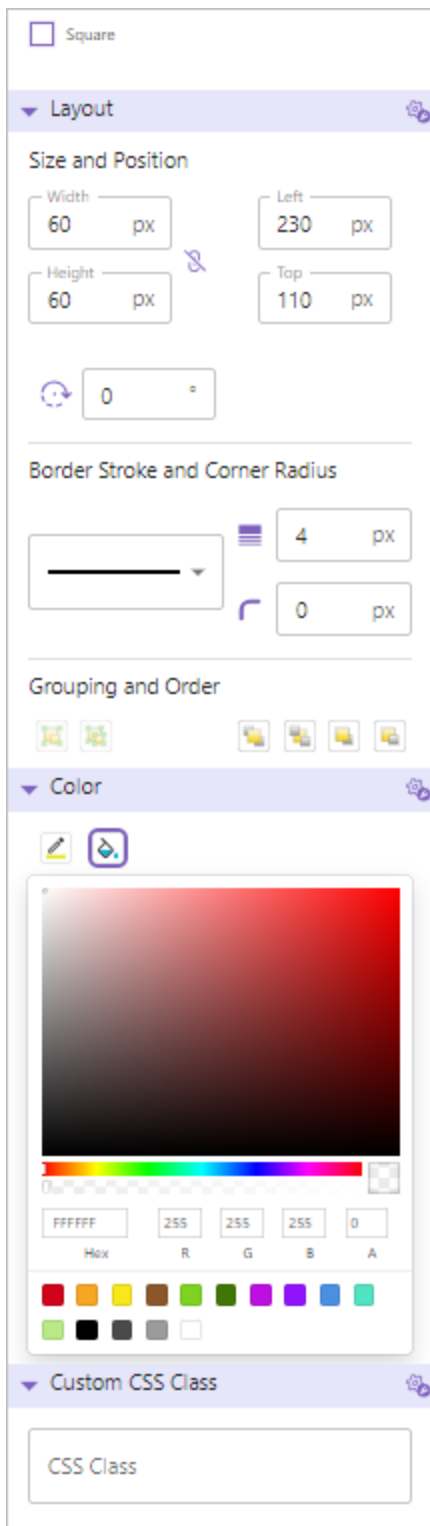 Square
Layout
Size and Position
Width Left
60 px 230 px
Height Top
60 px 110 px
0 °
Border Stroke and Corner Radius
4 px
0 px
Grouping and Order
Color
FFFFFF 255 255 255 0
Hex R G B A
Custom CSS Class
CSS Class